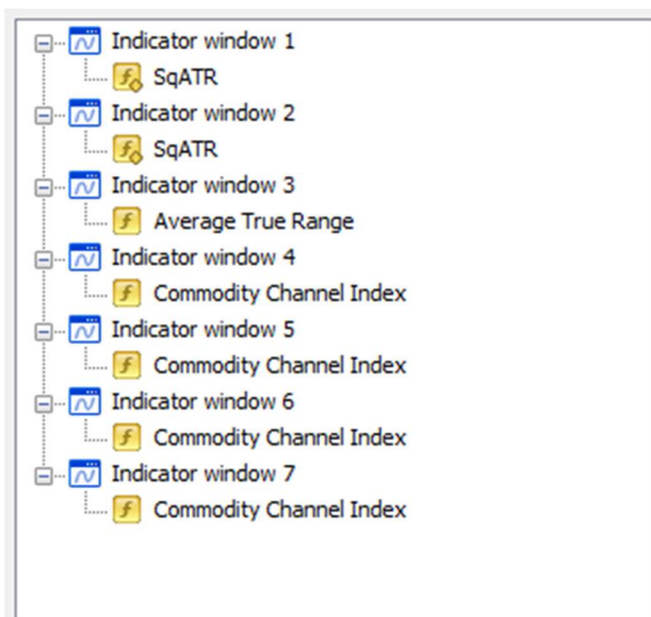 Indicator window 1
SqATR
Indicator window 2
SqATR
Indicator window 3
Average True Range
Indicator window 4
Commodity Channel Index
Indicator window 5
Commodity Channel Index
Indicator window 6
Commodity Channel Index
Indicator window 7
Commodity Channel Index